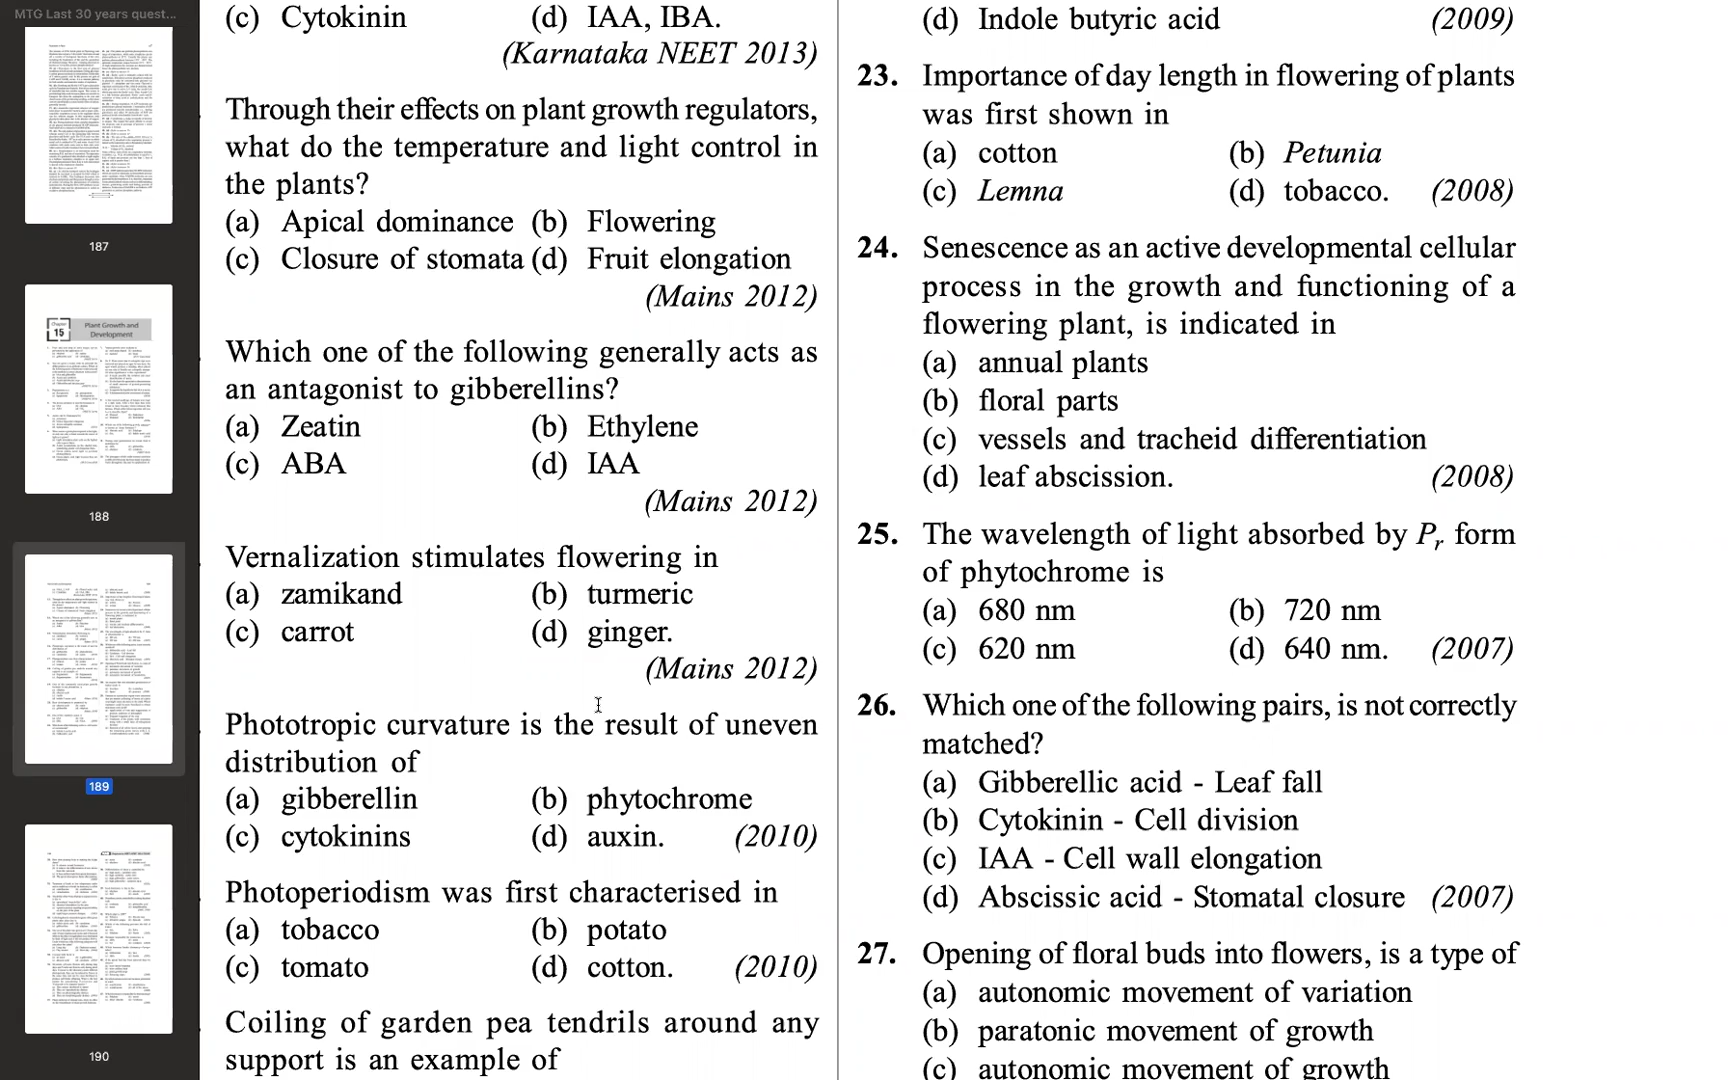 MTG Last 30 years quest...
187
Chapter
15
Plant Growth and
Development
188
189
190
(c) Cytokinin (d) IAA, IBA.
(Karnataka NEET 2013)
Through their effects on plant growth regulators,
what do the temperature and light control in
the plants?
(a) Apical dominance (b) Flowering
(c) Closure of stomata (d) Fruit elongation
(Mains 2012)
Which one of the following generally acts as
an antagonist to gibberellins?
(a) Zeatin (b) Ethylene
(c) ABA (d) IAA
(Mains 2012)
Vernalization stimulates flowering in
(a) zamikand (b) turmeric
(c) carrot (d) ginger.
(Mains 2012)
Phototropic curvature is the result of uneven
distribution of
(a) gibberellin (b) phytochrome
(c) cytokinins (d) auxin. (2010)
Photoperiodism was first characterised in
(a) tobacco (b) potato
(c) tomato (d) cotton. (2010)
Coiling of garden pea tendrils around any
support is an example of
(d) Indole butyric acid (2009)
23. Importance of day length in flowering of plants
was first shown in
(a) cotton (b) Petunia
(c) Lemna (d) tobacco. (2008)
24. Senescence as an active developmental cellular
process in the growth and functioning of a
flowering plant, is indicated in
(a) annual plants
(b) floral parts
(c) vessels and tracheid differentiation
(d) leaf abscission. (2008)
25. The wavelength of light absorbed by Pr form
of phytochrome is
(a) 680 nm (b) 720 nm
(c) 620 nm (d) 640 nm. (2007)
26. Which one of the following pairs, is not correctly
matched?
(a) Gibberellic acid - Leaf fall
(b) Cytokinin - Cell division
(c) IAA - Cell wall elongation
(d) Abscissic acid - Stomatal closure (2007)
27. Opening of floral buds into flowers, is a type of
(a) autonomic movement of variation
(b) paratonic movement of growth
(c) autonomic movement of growth